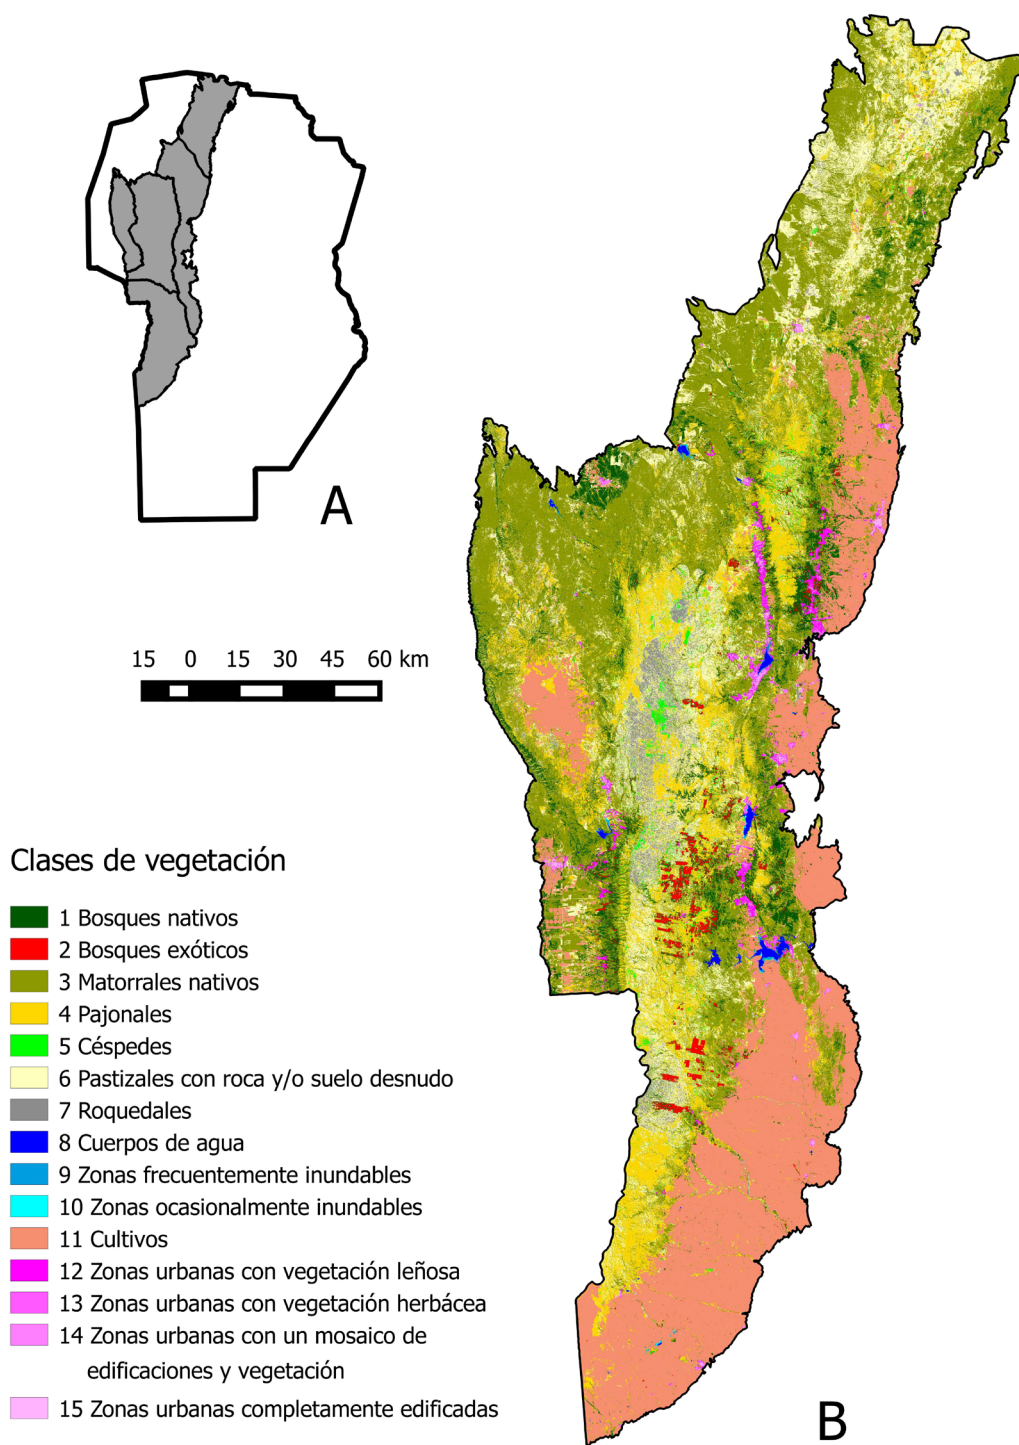 A
15 0 15 30 45 60 km
Clases de vegetación
1 Bosques nativos
2 Bosques exóticos
3 Matorrales nativos
4 Pajonales
5 Céspedes
6 Pastizales con roca y/o suelo desnudo
7 Roquedales
8 Cuerpos de agua
9 Zonas frecuentemente inundables
10 Zonas ocasionalmente inundables
11 Cultivos
12 Zonas urbanas con vegetación leñosa
13 Zonas urbanas con vegetación herbácea
14 Zonas urbanas con un mosaico de
edificaciones y vegetación
15 Zonas urbanas completamente edificadas
B